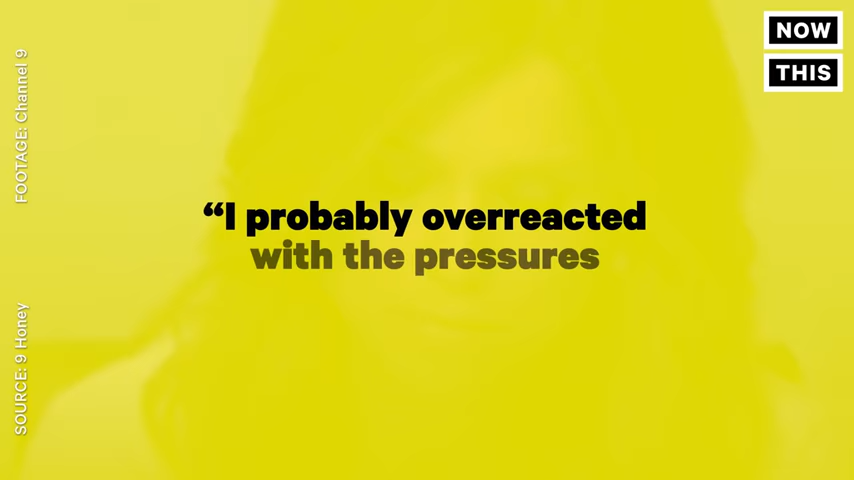 NOW
THIS
FOOTAGE: Channel 9
“I probably overreacted
with the pressures
SOURCE: 9 Honey